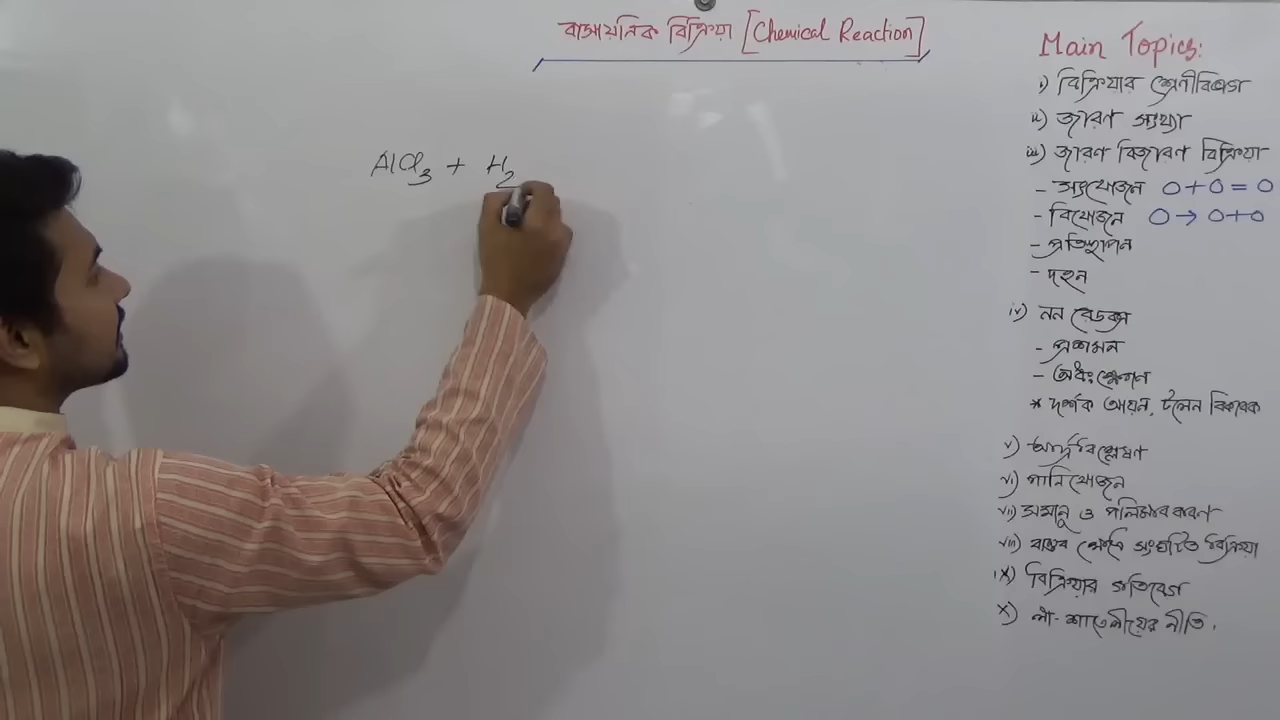 রাসায়নিক বিক্রিয়া [Chemical Reaction]
AlCl3 + H2
Main Topics:
i) বিক্রিয়ার শ্রেণীবিভাগ
ii) জারণ সংখ্যা
iii) জারণ বিজারণ বিক্রিয়া
- সংযোজন O+O=O
- বিযোজন O→O+O
- প্রতিস্থাপন
- দহন
iv) নন রেডক্স
- প্রশমন
- অধঃক্ষেপন
* দর্শক আয়ন, টলেন বিকারক
v) আর্দ্রবিশ্লেষণ
vi) পানিযোজন
vii) সমানু ও পলিমারকরণ
viii) বাস্তব ক্ষেত্রে সংঘটিত বিক্রিয়া
ix) বিক্রিয়ার গতিবেগ
x) লা-শাতেলীয়ের নীতি.